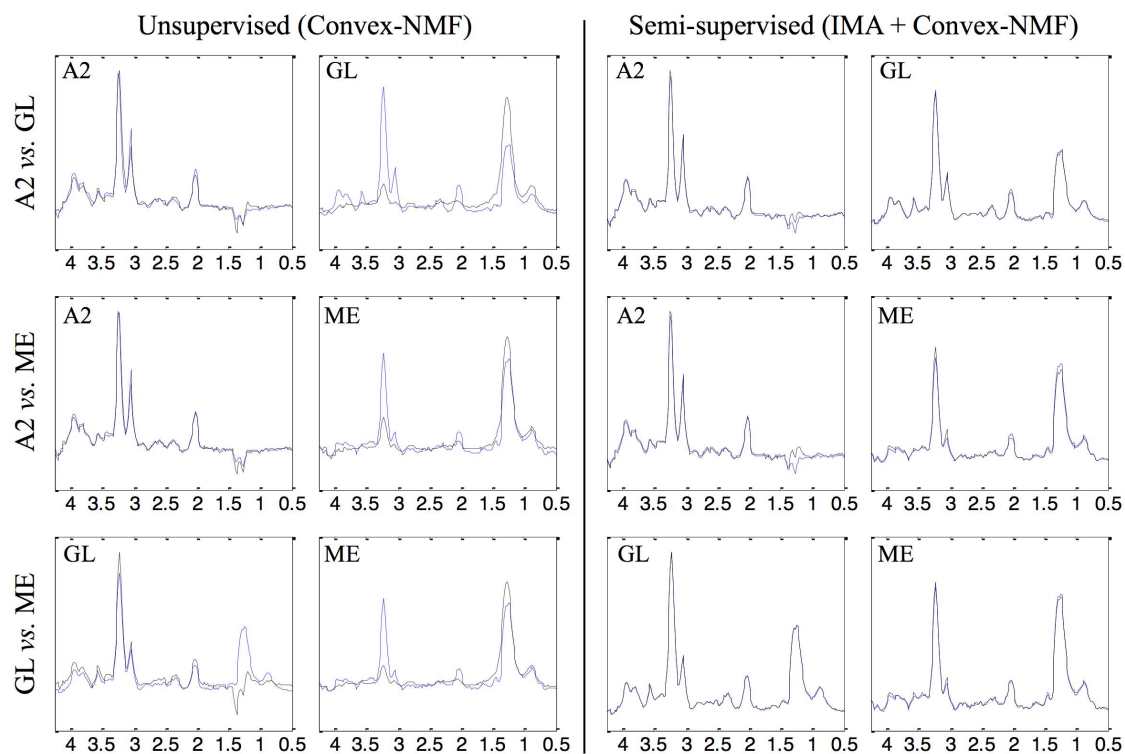 Unsupervised (Convex-NMF)
Semi-supervised (IMA + Convex-NMF)
A2 vs. GL
A2
4 3.5 3 2.5 2 1.5 1 0.5
GL
4 3.5 3 2.5 2 1.5 1 0.5
A2
4 3.5 3 2.5 2 1.5 1 0.5
GL
4 3.5 3 2.5 2 1.5 1 0.5
A2 vs. ME
A2
4 3.5 3 2.5 2 1.5 1 0.5
ME
4 3.5 3 2.5 2 1.5 1 0.5
A2
4 3.5 3 2.5 2 1.5 1 0.5
ME
4 3.5 3 2.5 2 1.5 1 0.5
GL vs. ME
GL
4 3.5 3 2.5 2 1.5 1 0.5
ME
4 3.5 3 2.5 2 1.5 1 0.5
GL
4 3.5 3 2.5 2 1.5 1 0.5
ME
4 3.5 3 2.5 2 1.5 1 0.5